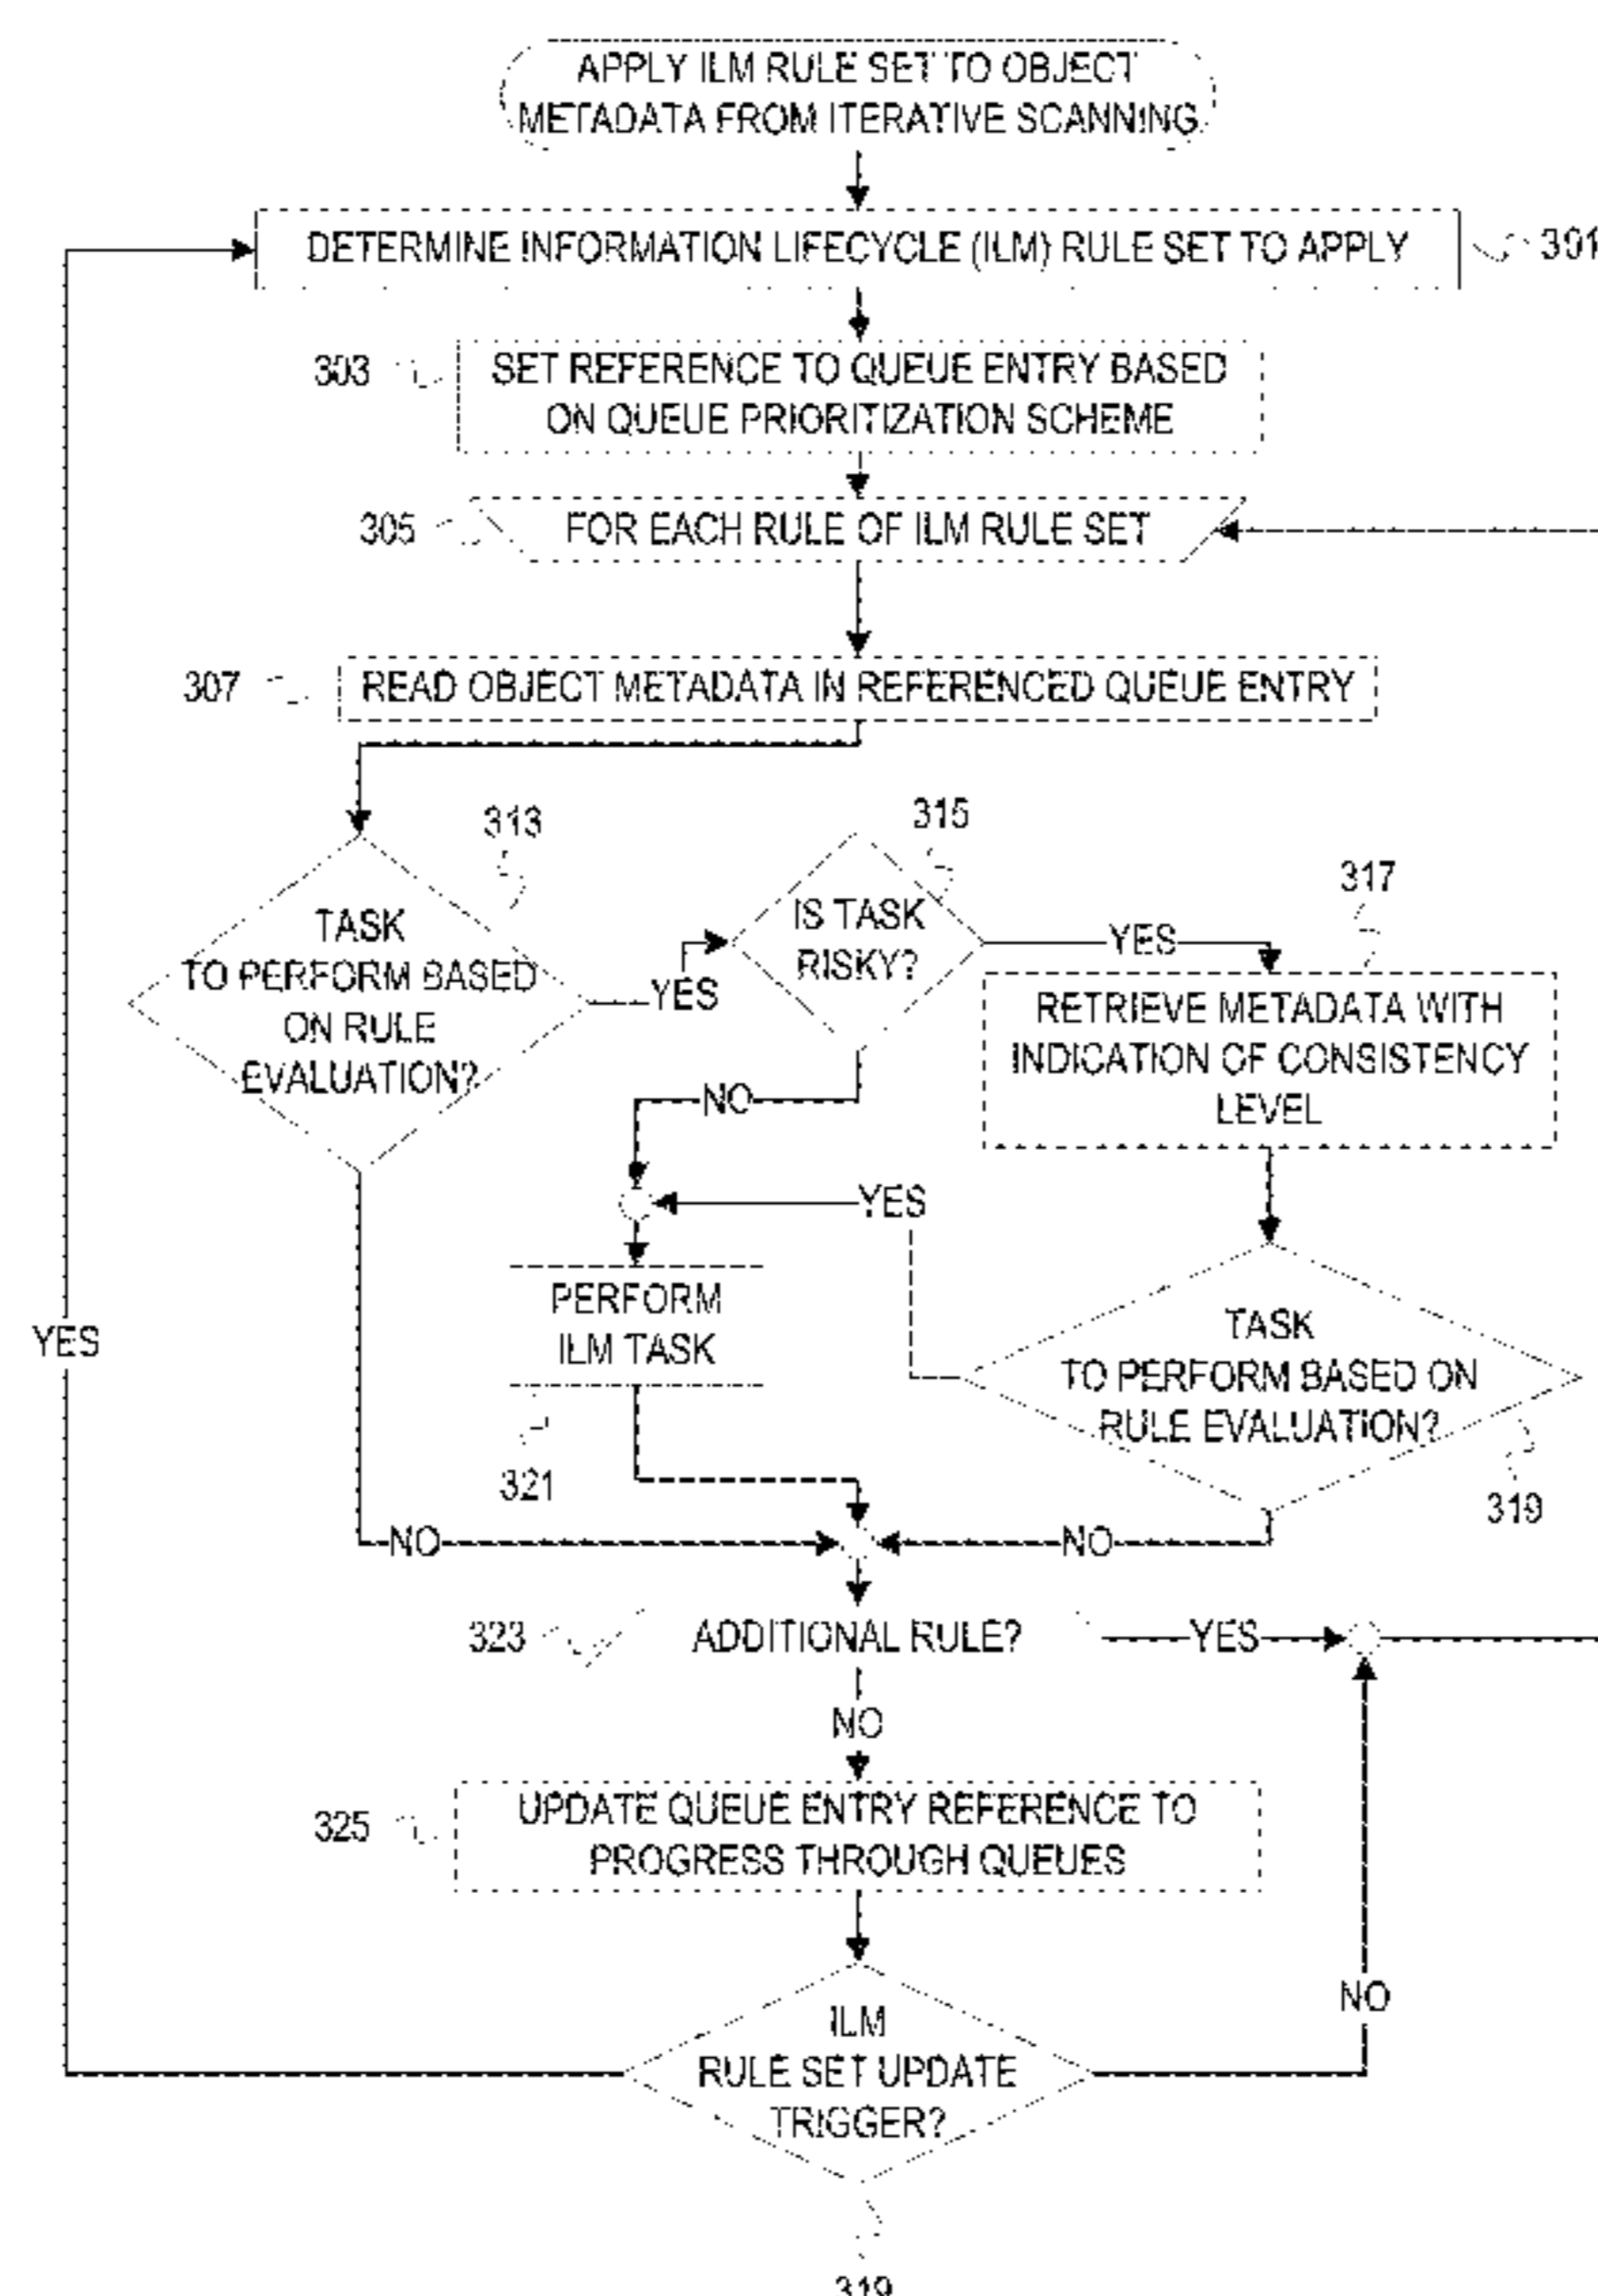 APPLY ILM RULE SET TO OBJECT
METADATA FROM ITERATIVE SCANNING
DETERMINE INFORMATION LIFECYCLE (ILM) RULE SET TO APPLY
301
303
SET REFERENCE TO QUEUE ENTRY BASED
ON QUEUE PRIORITIZATION SCHEME
305
FOR EACH RULE OF ILM RULE SET
307
READ OBJECT METADATA IN REFERENCED QUEUE ENTRY
313
TASK
TO PERFORM BASED
ON RULE
EVALUATION?
YES
315
IS TASK
RISKY?
YES
317
RETRIEVE METADATA WITH
INDICATION OF CONSISTENCY
LEVEL
NO
YES
PERFORM
ILM TASK
321
TASK
TO PERFORM BASED ON
RULE EVALUATION?
319
YES
NO
NO
323
ADDITIONAL RULE?
YES
NO
325
UPDATE QUEUE ENTRY REFERENCE TO
PROGRESS THROUGH QUEUES
NO
ILM
RULE SET UPDATE
TRIGGER?
319